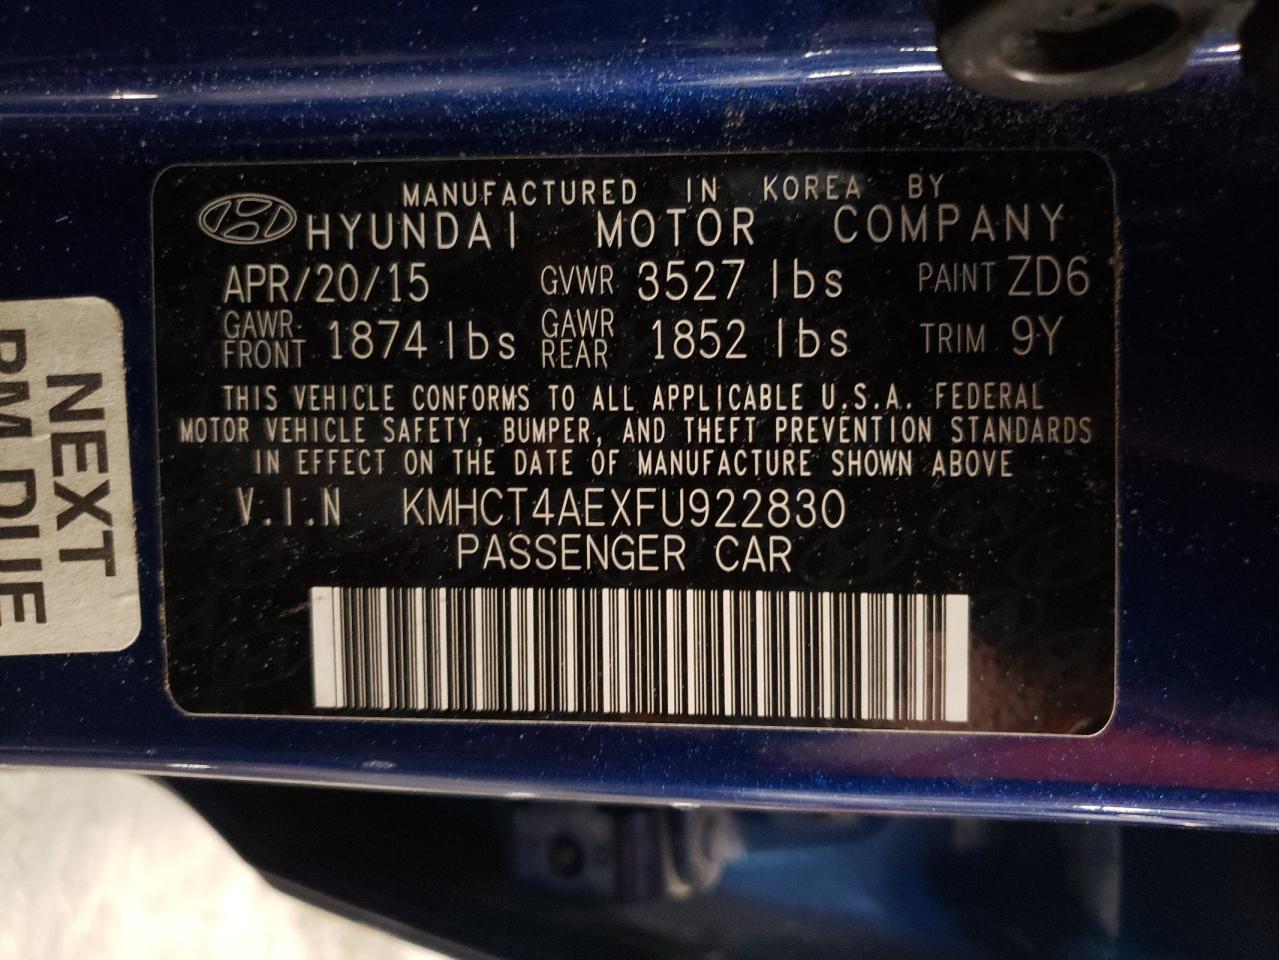 MANUFACTURED IN KOREA BY
HYUNDAI MOTOR COMPANY
APR/20/15 GVWR 3527 lbs PAINT ZD6
GAWR FRONT 1874 lbs GAWR REAR 1852 lbs TRIM 9Y
THIS VEHICLE CONFORMS TO ALL APPLICABLE U.S.A. FEDERAL
MOTOR VEHICLE SAFETY, BUMPER, AND THEFT PREVENTION STANDARDS
IN EFFECT ON THE DATE OF MANUFACTURE SHOWN ABOVE
V.I.N KMHCT4AEXFU922830
PASSENGER CAR
NEXT
PM DUE